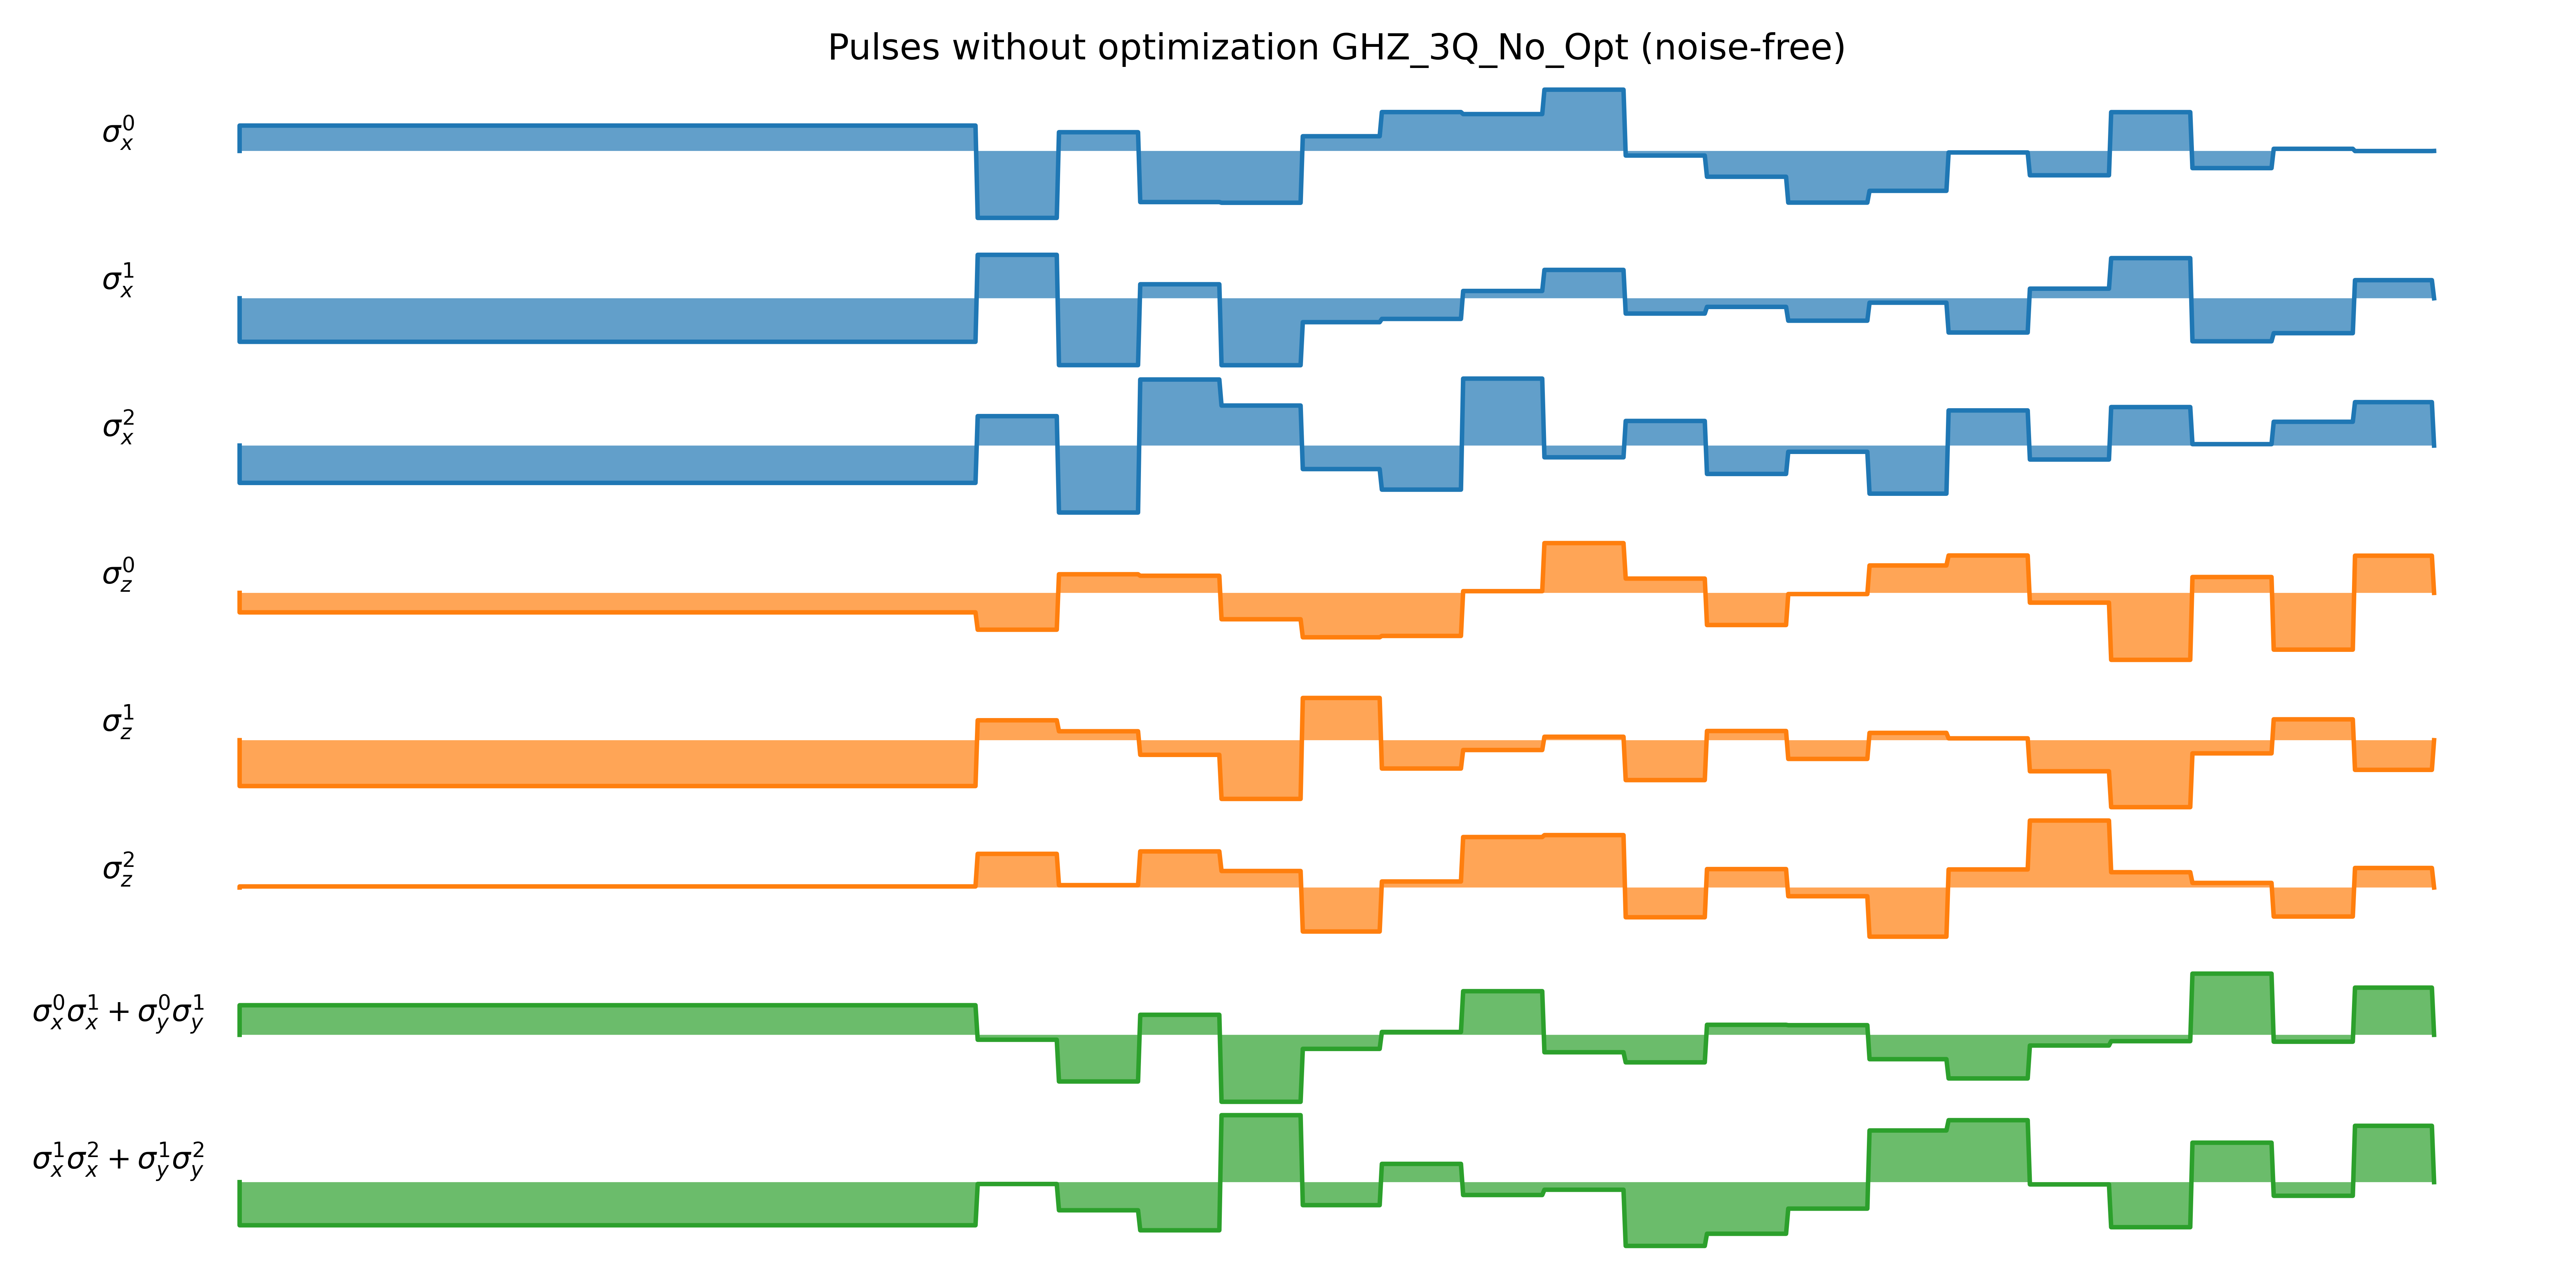 Pulses without optimization GHZ_3Q_No_Opt (noise-free)
σ_x^0
σ_x^1
σ_x^2
σ_z^0
σ_z^1
σ_z^2
σ_x^0σ_x^1 + σ_y^0σ_y^1
σ_x^1σ_x^2 + σ_y^1σ_y^2